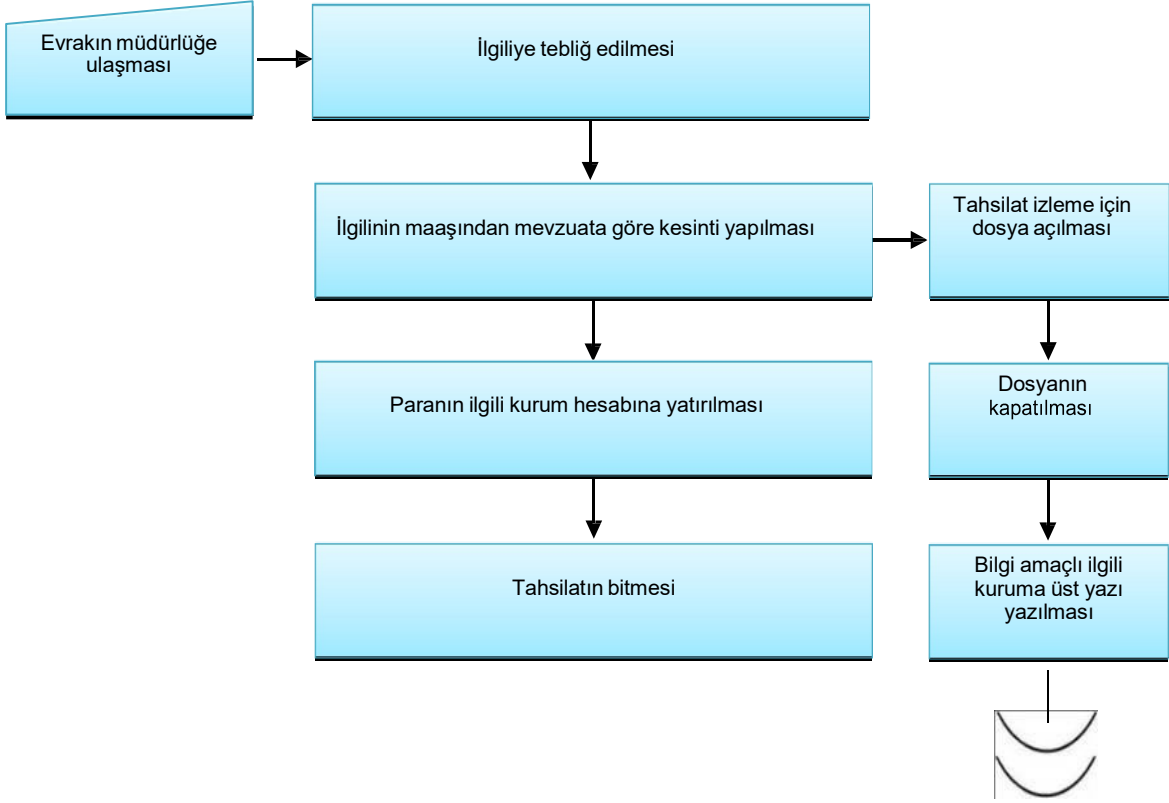 Evrakın müdürlüğe
ulaşması
İlgiliye tebliğ edilmesi
İlgilinin maaşından mevzuata göre kesinti yapılması
Tahsilat izleme için
dosya açılması
Paranın ilgili kurum hesabına yatırılması
Dosyanın
kapatılması
Tahsilatın bitmesi
Bilgi amaçlı ilgili
kuruma üst yazı
yazılması